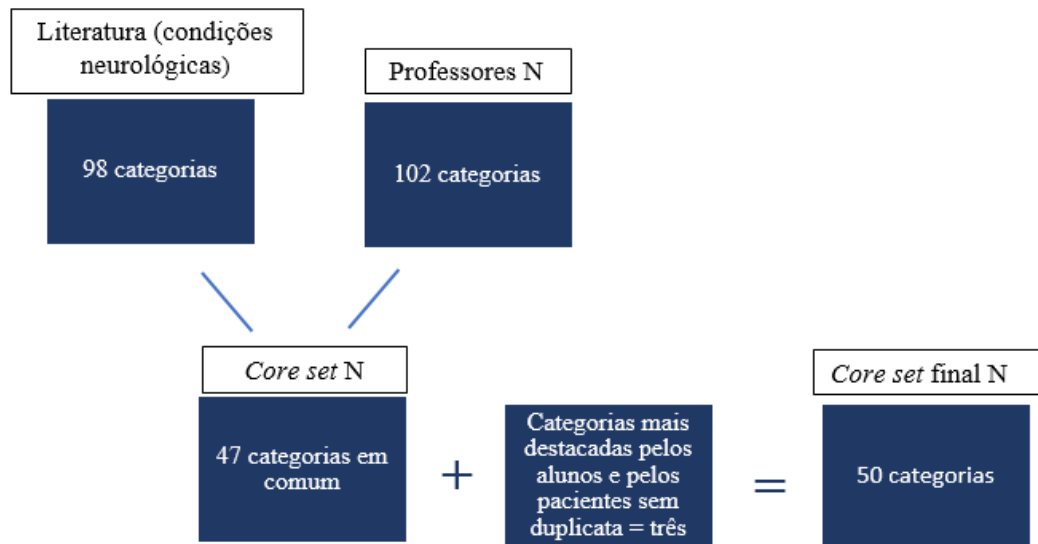 Literatura (condições
neurológicas)
Professores N
98 categorias
102 categorias
Core set N
Core set final N
47 categorias em
comum
+
Categorias mais
destacadas pelos
alunos e pelos
pacientes sem
duplicata = três
=
50 categorias